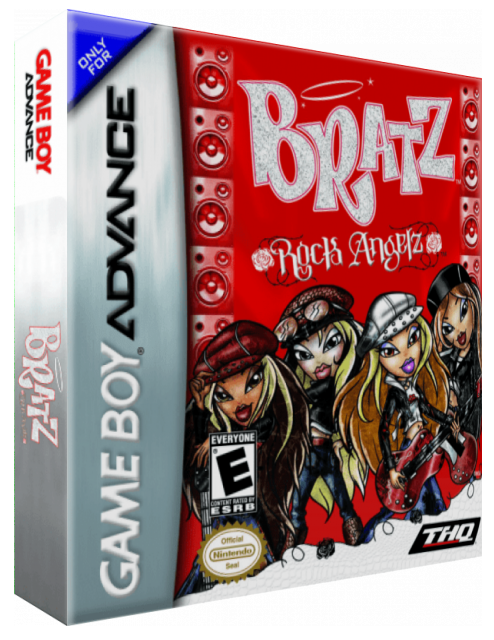 ONLY
FOR
GAME BOY
ADVANCE
BRATZ
GAME BOY ADVANCE
BRATZ
Rock Angelz
EVERYONE
E
CONTENT RATED BY
ESRB
Official
Nintendo
Seal
THQ